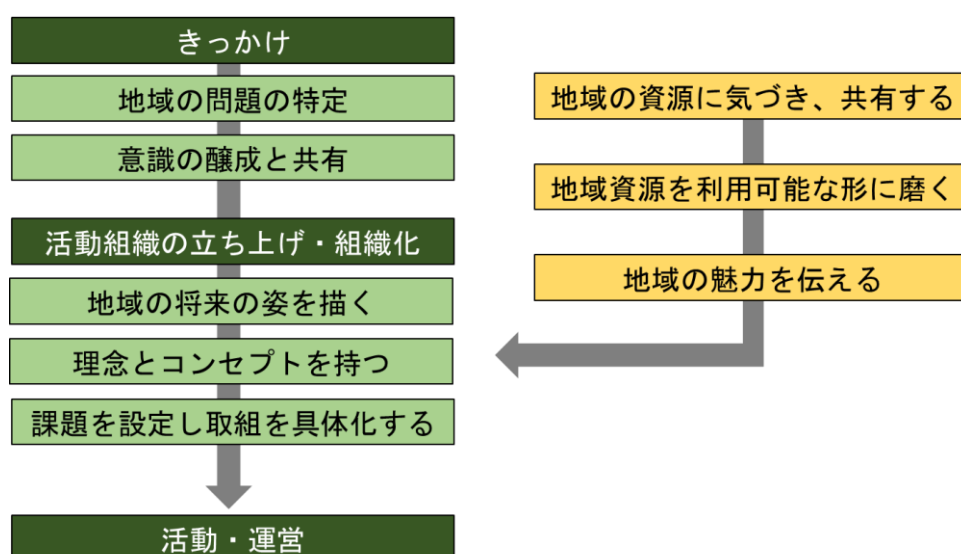 きっかけ
地域の問題の特定
意識の醸成と共有
活動組織の立ち上げ・組織化
地域の将来の姿を描く
理念とコンセプトを持つ
課題を設定し取組を具体化する
活動・運営
地域の資源に気づき、共有する
地域資源を利用可能な形に磨く
地域の魅力を伝える